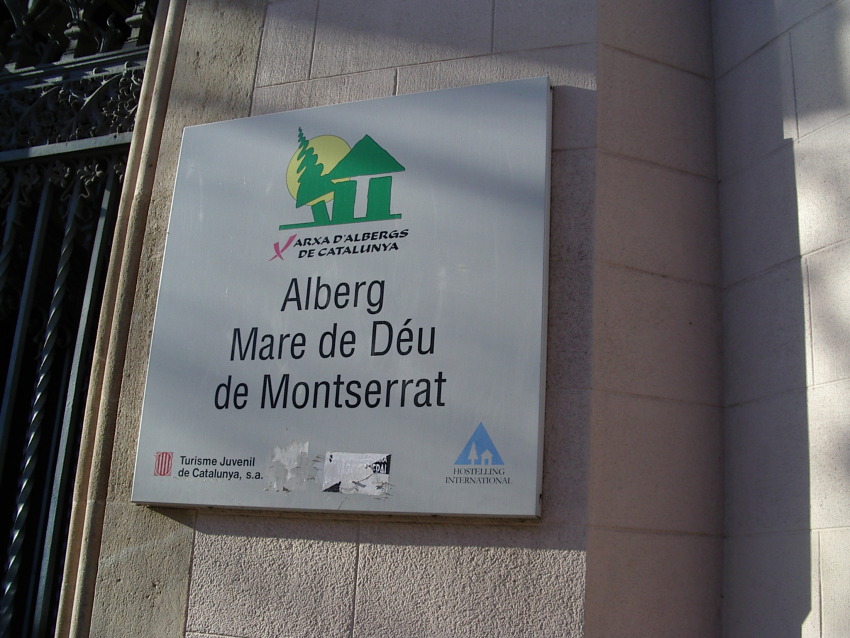 XARXA D'ALBERGS
DE CATALUNYA
Alberg
Mare de Déu
de Montserrat
Turisme Juvenil
de Catalunya, s.a.
HOSTELLING
INTERNATIONAL